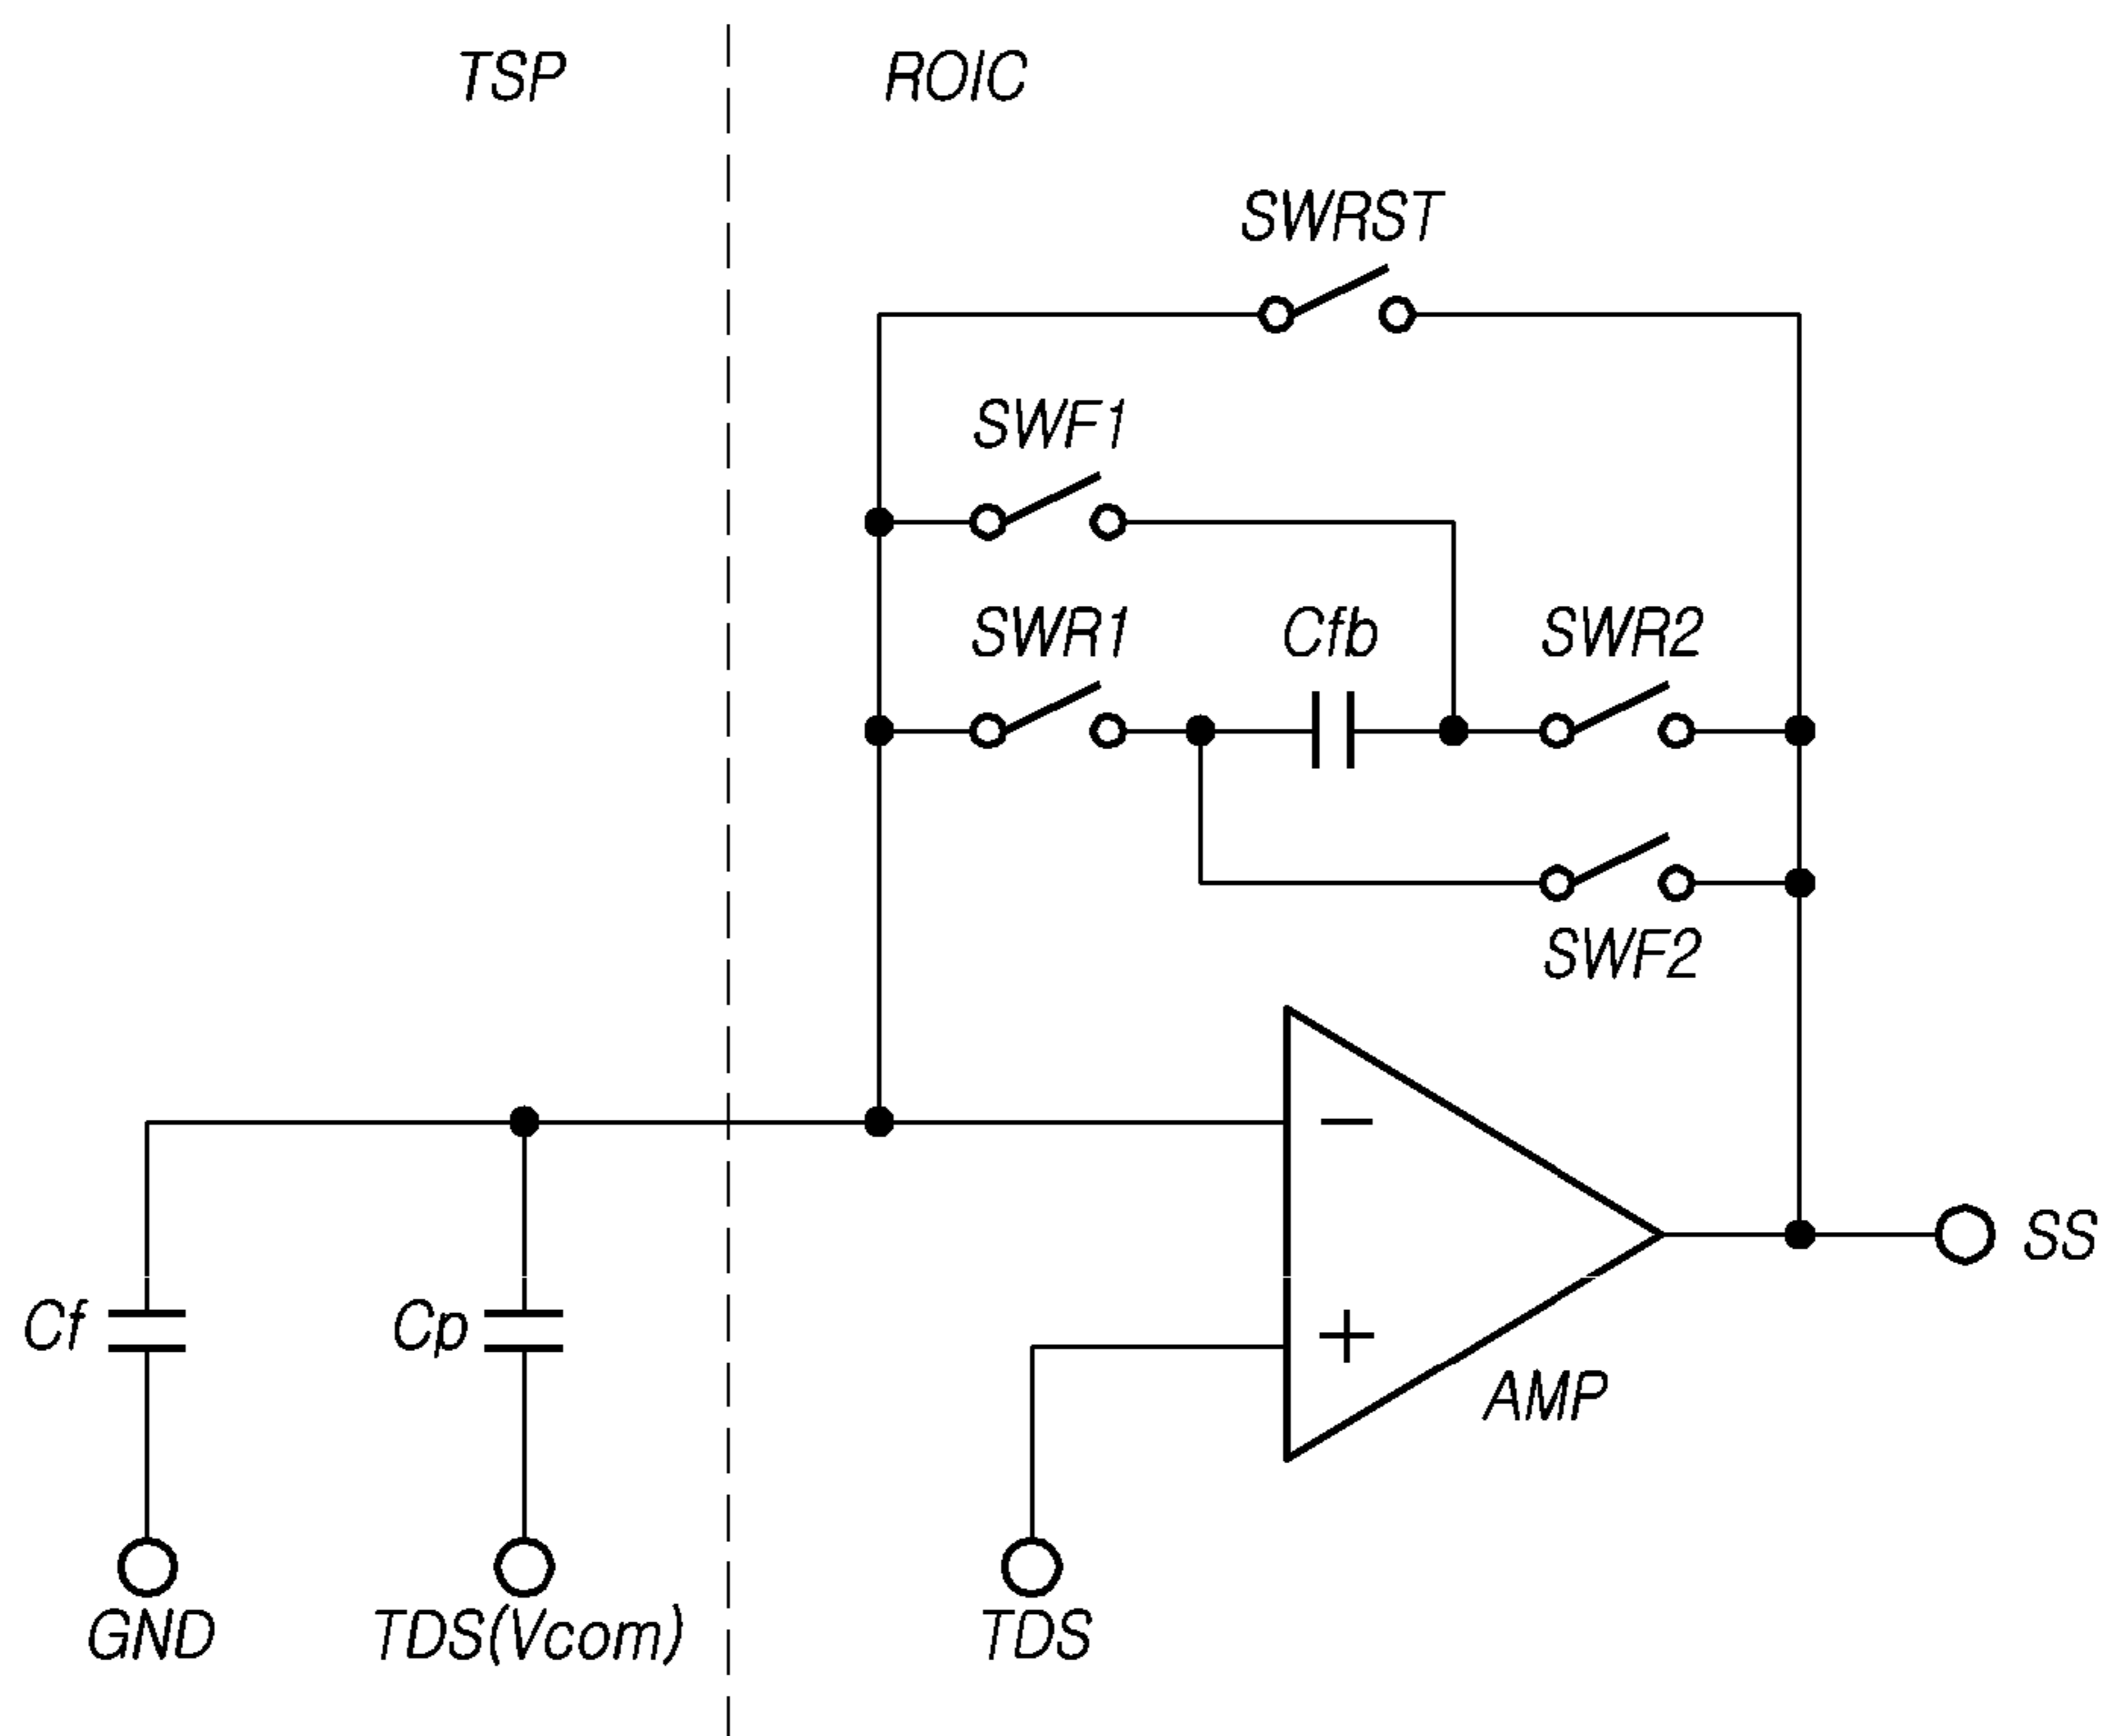 TSP
ROIC
SWRST
SWF1
SWR1
Cfb
SWR2
SWF2
−
+
AMP
SS
Cf
Cp
GND
TDS(Vcom)
TDS